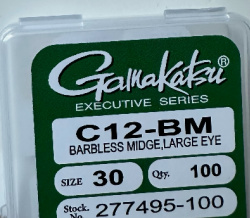 Gamakatsu®
EXECUTIVE SERIES
C12-BM
BARBLESS MIDGE,LARGE EYE
SIZE 30 Qty. 100
Stock No. 277495-100